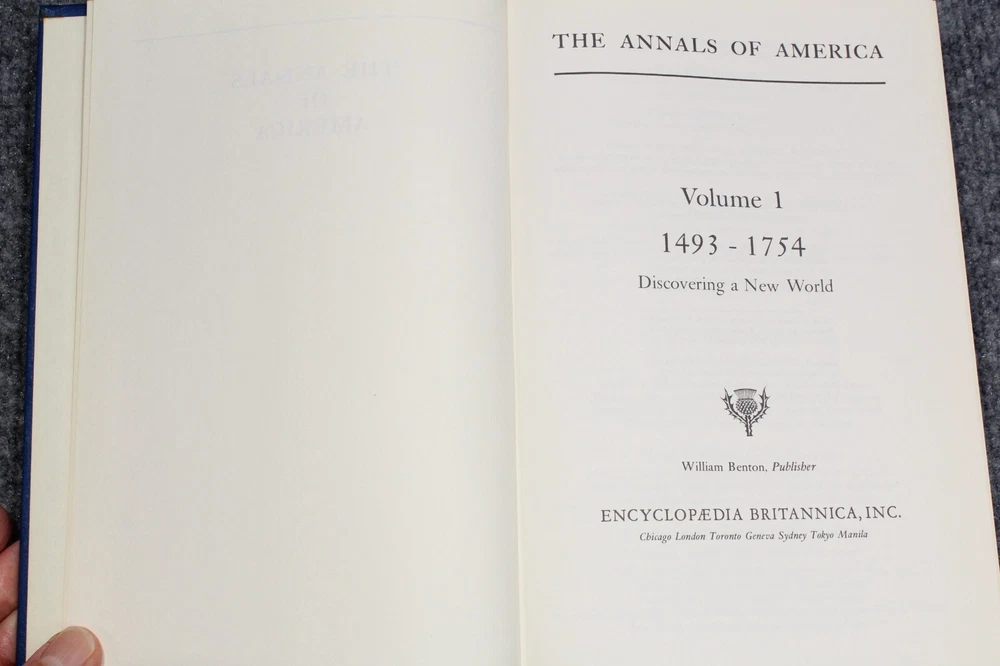 THE ANNALS OF AMERICA
Volume 1
1493 - 1754
Discovering a New World
William Benton, Publisher
ENCYCLOPÆDIA BRITANNICA, INC.
Chicago London Toronto Geneva Sydney Tokyo Manila